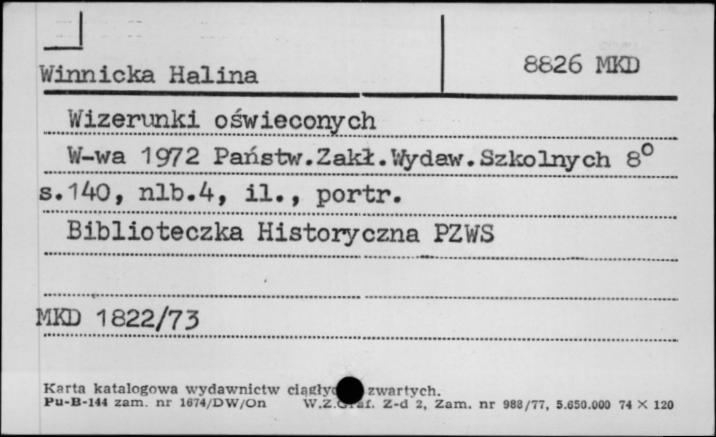 8826 MKD
Winnicka Halina
Wizerunki oświeconych
W-wa 1972 Państw.Zakł.Wydaw.Szkolnych 8°
s.140, nlb.4, il., portr.
Biblioteczka Historyczna PZWS
MKD 1822/73
Karta katalogowa wydawnictw zwartych.
Pu-B-144 zam. nr 1674/DW/On W.Z.Graf. Z-d 2, Zam. nr 988/77, 5.650.000 74 X 120